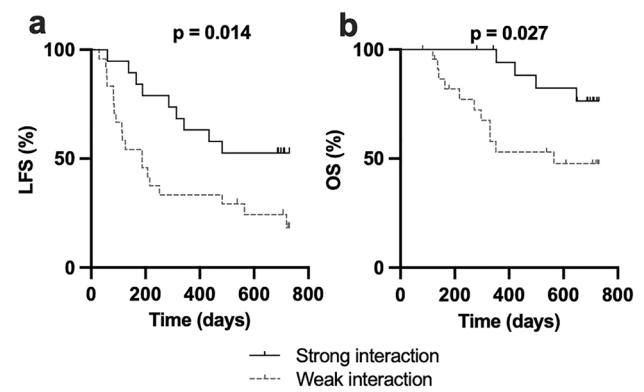 a
p = 0.014
LFS (%)
100
50
0
0 200 400 600 800
Time (days)
b
p = 0.027
OS (%)
100
50
0
0 200 400 600 800
Time (days)
Strong interaction
Weak interaction